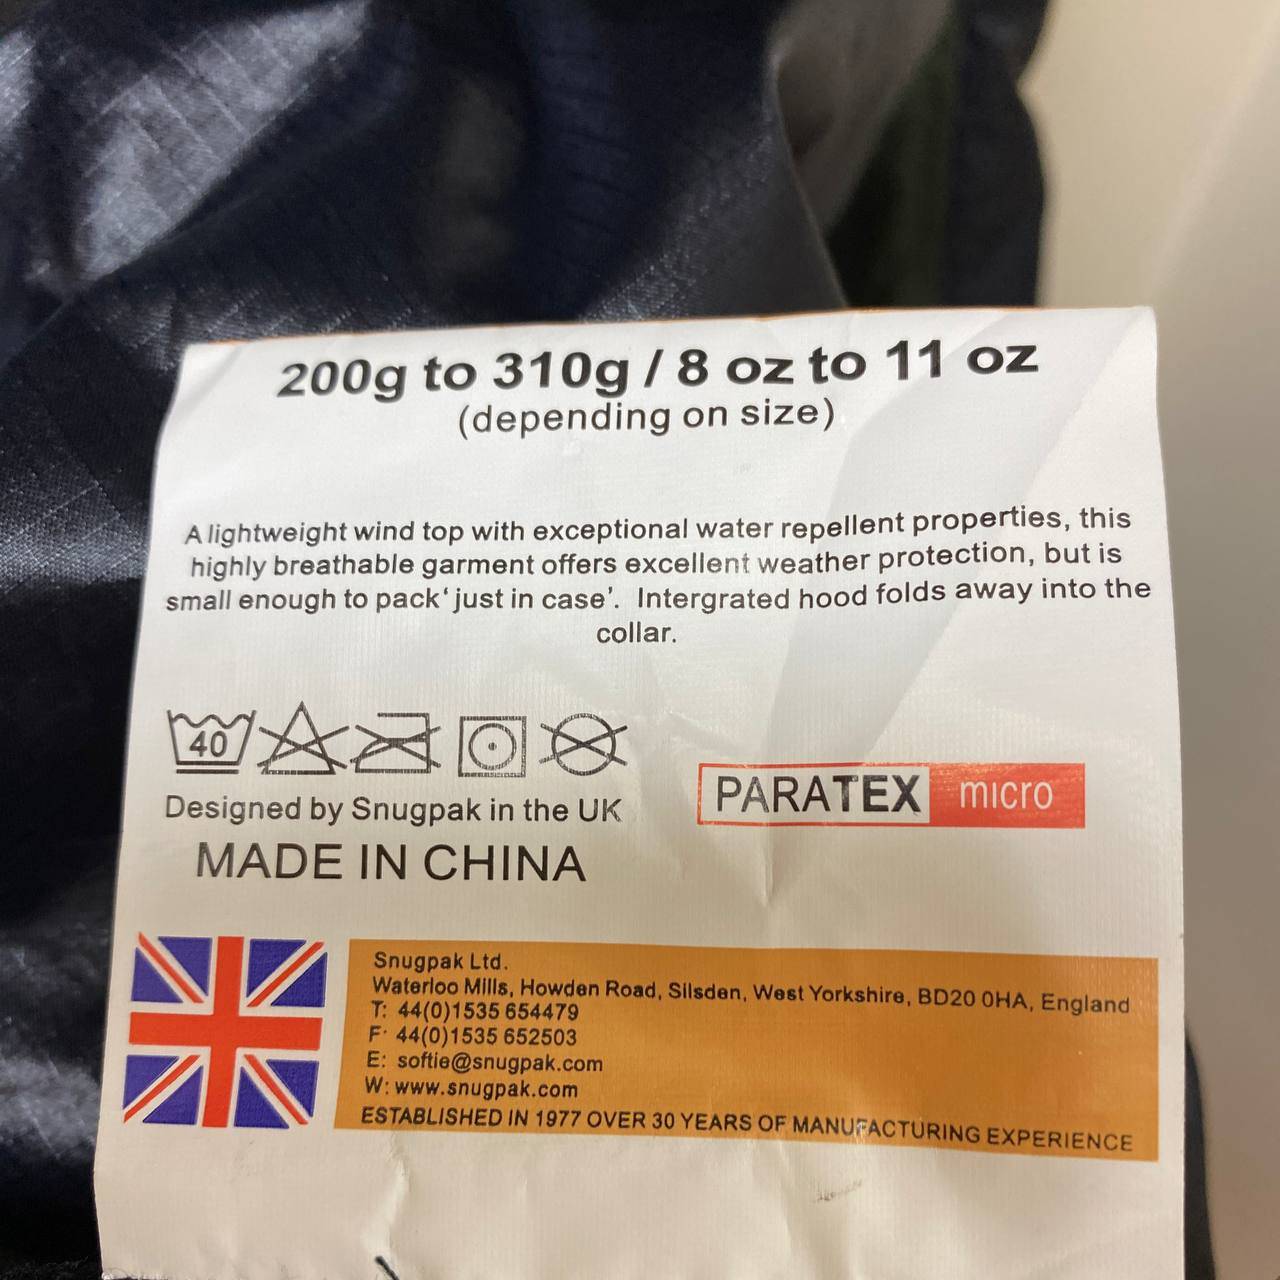 200g to 310g / 8 oz to 11 oz
(depending on size)
A lightweight wind top with exceptional water repellent properties, this
highly breathable garment offers excellent weather protection, but is
small enough to pack 'just in case'. Intergrated hood folds away into the
collar.
40
Designed by Snugpak in the UK
MADE IN CHINA
PARATEX micro
Snugpak Ltd.
Waterloo Mills, Howden Road, Silsden, West Yorkshire, BD20 0HA, England
T: 44(0)1535 654479
F: 44(0)1535 652503
E: softie@snugpak.com
W: www.snugpak.com
ESTABLISHED IN 1977 OVER 30 YEARS OF MANUFACTURING EXPERIENCE